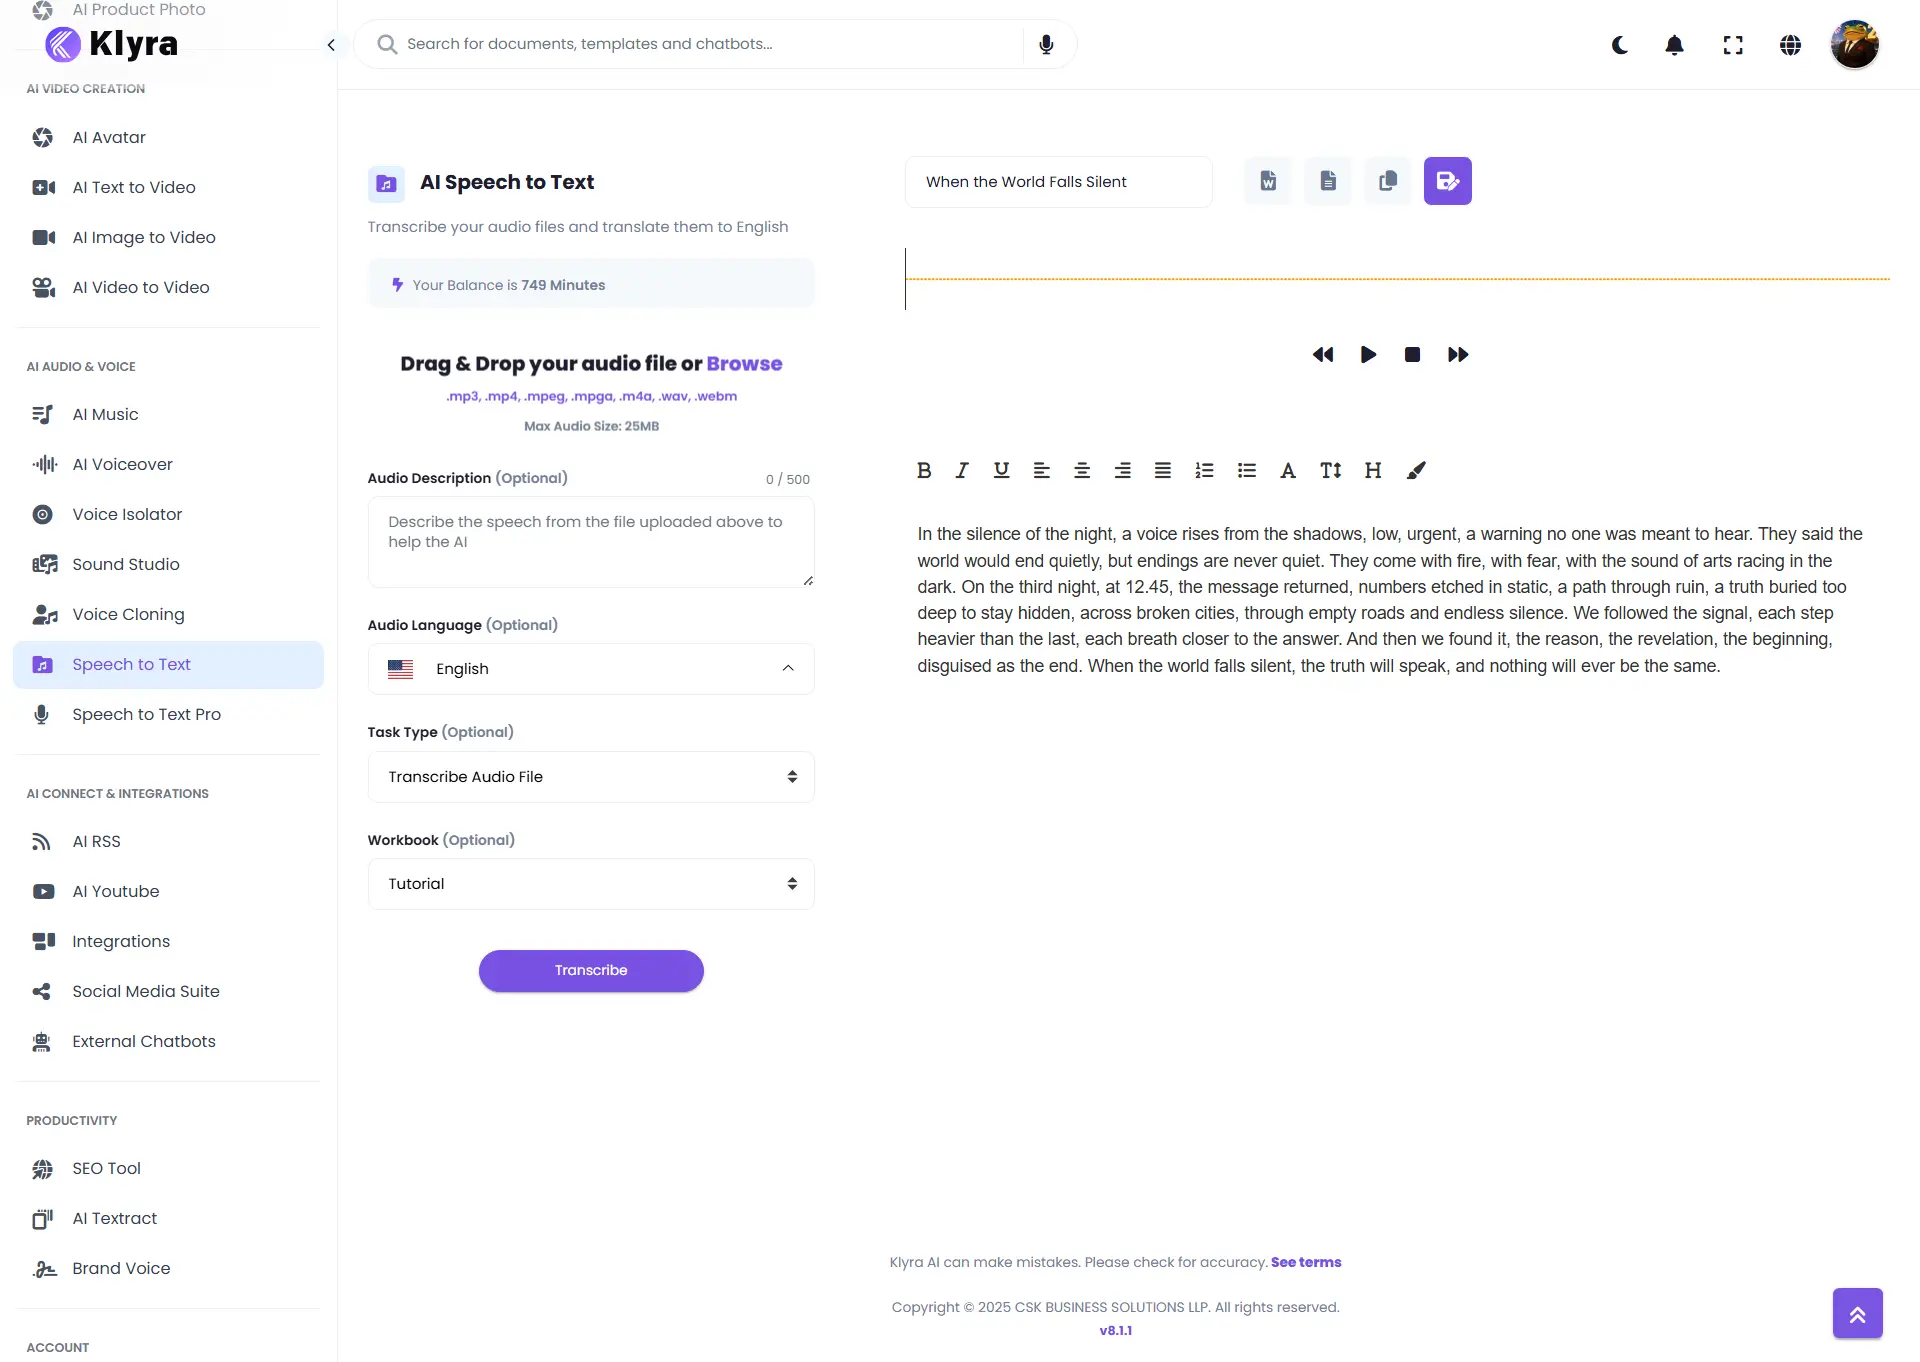 AI Product Photo
Klyra
AI VIDEO CREATION
AI Avatar
AI Text to Video
AI Image to Video
AI Video to Video
AI AUDIO & VOICE
AI Music
AI Voiceover
Voice Isolator
Sound Studio
Voice Cloning
Speech to Text
Speech to Text Pro
AI CONNECT & INTEGRATIONS
AI RSS
AI Youtube
Integrations
Social Media Suite
External Chatbots
PRODUCTIVITY
SEO Tool
AI Textract
Brand Voice
ACCOUNT
Search for documents, templates and chatbots...
AI Speech to Text
Transcribe your audio files and translate them to English
Your Balance is 749 Minutes
Drag & Drop your audio file or Browse
.mp3, .mp4, .mpeg, .mpga, .m4a, .wav, .webm
Max Audio Size: 25MB
Audio Description (Optional)
0 / 500
Describe the speech from the file uploaded above to
help the AI
Audio Language (Optional)
English
Task Type (Optional)
Transcribe Audio File
Workbook (Optional)
Tutorial
Transcribe
When the World Falls Silent
In the silence of the night, a voice rises from the shadows, low, urgent, a warning no one was meant to hear. They said the
world would end quietly, but endings are never quiet. They come with fire, with fear, with the sound of arts racing in the
dark. On the third night, at 12.45, the message returned, numbers etched in static, a path through ruin, a truth buried too
deep to stay hidden, across broken cities, through empty roads and endless silence. We followed the signal, each step
heavier than the last, each breath closer to the answer. And then we found it, the reason, the revelation, the beginning,
disguised as the end. When the world falls silent, the truth will speak, and nothing will ever be the same.
Klyra AI can make mistakes. Please check for accuracy. See terms
Copyright © 2025 CSK BUSINESS SOLUTIONS LLP. All rights reserved.
v8.1.1